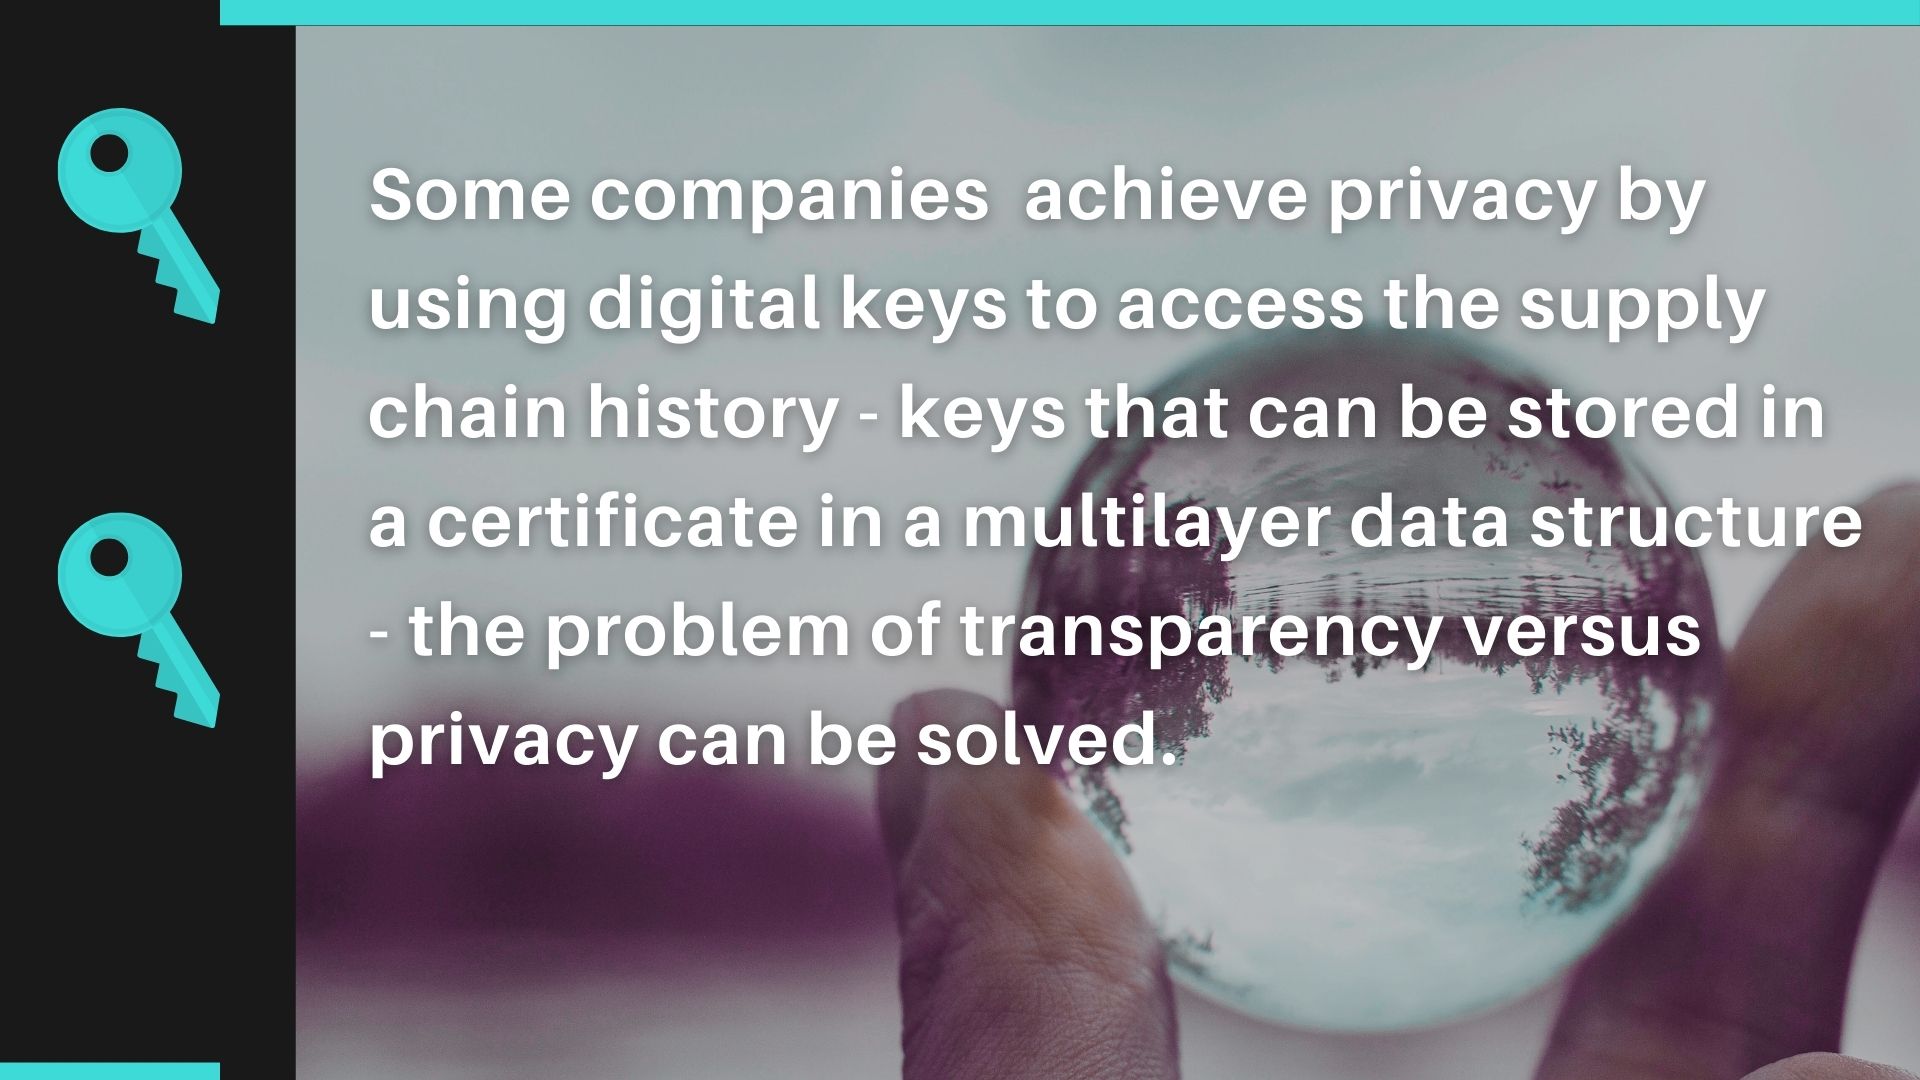 Some companies  achieve privacy by
using digital keys to access the supply
chain history - keys that can be stored in
a certificate in a multilayer data structure
- the problem of transparency versus
privacy can be solved.